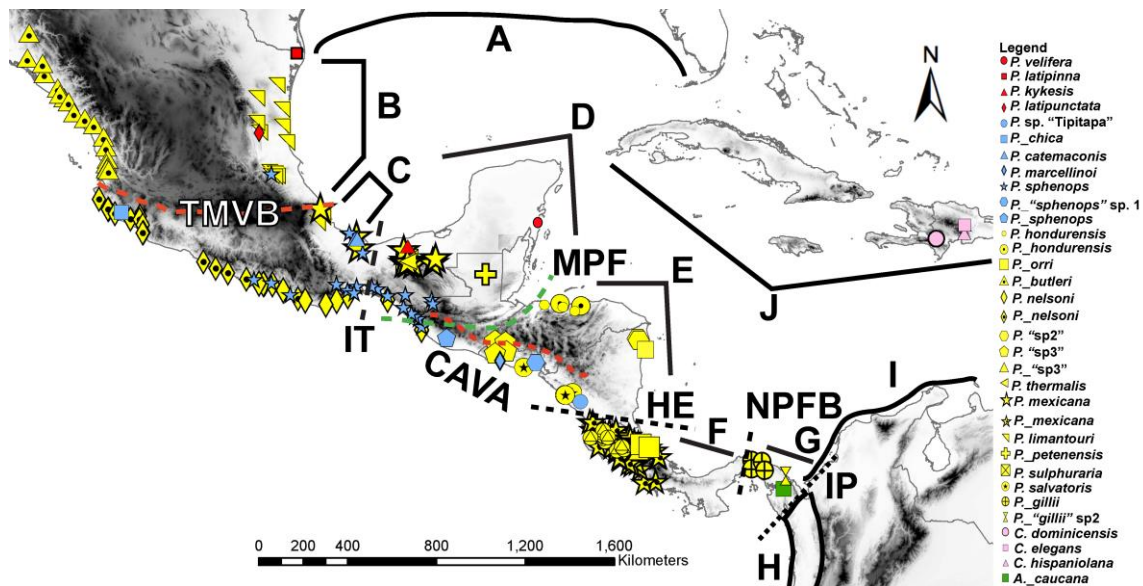 A
B
C
D
MPF
E
TMVB
IT
CAVA
HE
F
NPFB
G
I
IP
H
J
N
0 200 400 800 1,200 1,600
Kilometers
Legend
P. velifera
P. latipinna
P. kykesis
P. latipunctata
P. sp. "Tipitapa"
P._chica
P. catemaconis
P. marcellinoi
P. sphenops
P._"sphenops" sp. 1
P._sphenops
P. hondurensis
P._hondurensis
P._orri
P._butleri
P. nelsoni
P._nelsoni
P. "sp2"
P. "sp3"
P._"sp3"
P. thermalis
P. mexicana
P._mexicana
P. limantouri
P._petenensis
P. sulphuraria
P. salvatoris
P._gillii
P._"gillii" sp2
C. dominicensis
C. elegans
C. hispaniolana
A._caucana